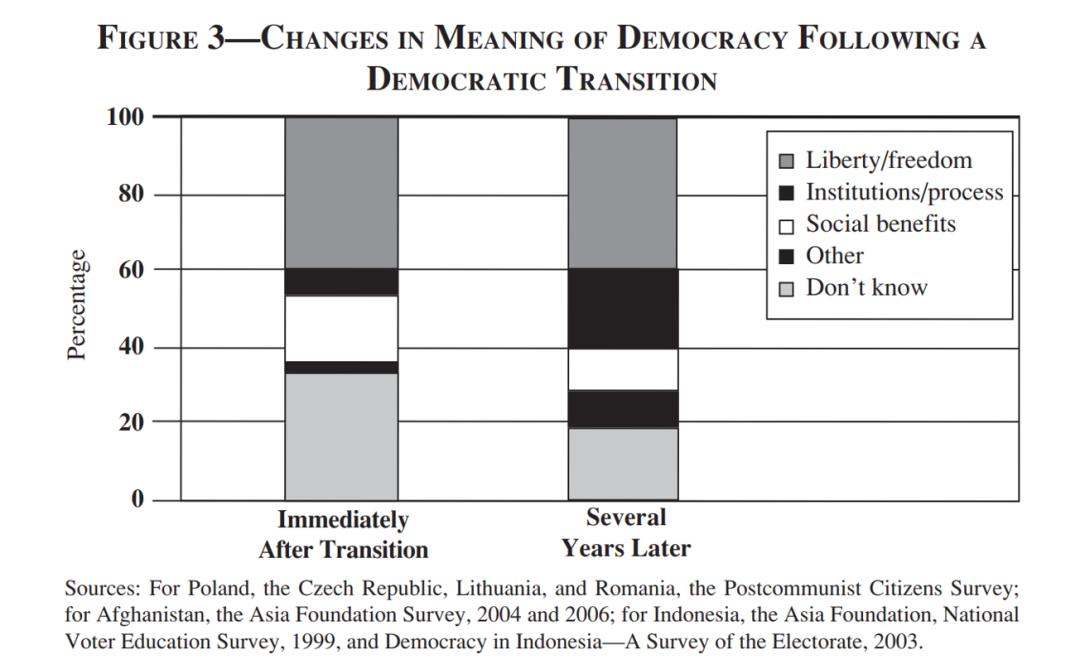 FIGURE 3—CHANGES IN MEANING OF DEMOCRACY FOLLOWING A
DEMOCRATIC TRANSITION
100
80
60
40
20
0
Percentage
Liberty/freedom
Institutions/process
Social benefits
Other
Don’t know
Immediately
After Transition
Several
Years Later
Sources: For Poland, the Czech Republic, Lithuania, and Romania, the Postcommunist Citizens Survey;
for Afghanistan, the Asia Foundation Survey, 2004 and 2006; for Indonesia, the Asia Foundation, National
Voter Education Survey, 1999, and Democracy in Indonesia—A Survey of the Electorate, 2003.